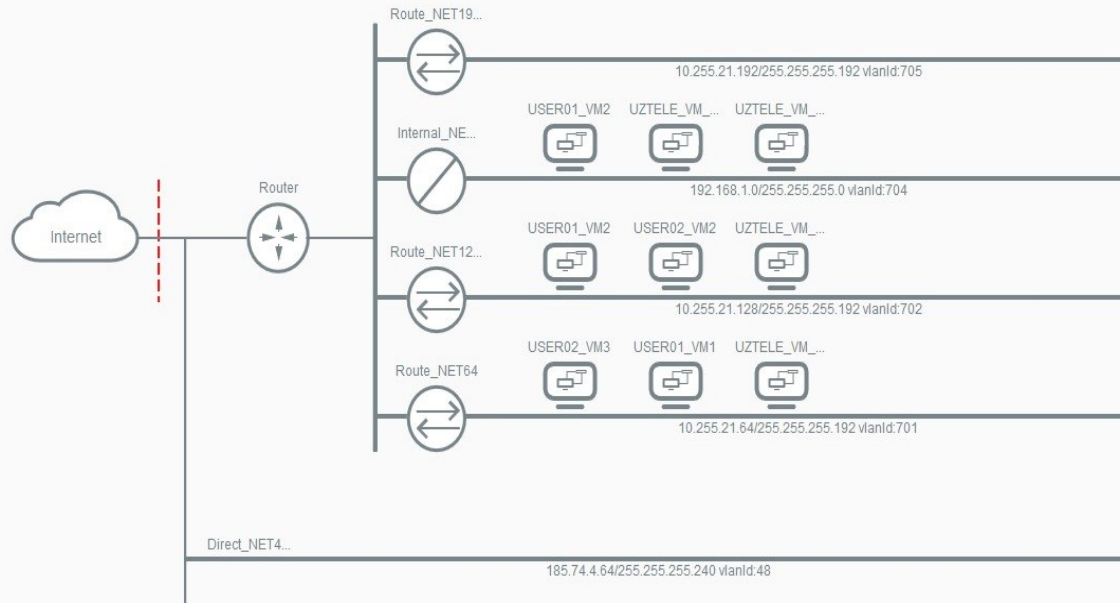 Route_NET19...
10.255.21.192/255.255.255.192 vlanId:705
USER01_VM2 UZTELE_VM_... UZTELE_VM_...
Internal_NE...
192.168.1.0/255.255.255.0 vlanId:704
Router
Internet
USER01_VM2 USER02_VM2 UZTELE_VM_...
Route_NET12...
10.255.21.128/255.255.255.192 vlanId:702
USER02_VM3 USER01_VM1 UZTELE_VM_...
Route_NET64
10.255.21.64/255.255.255.192 vlanId:701
Direct_NET4...
185.74.4.64/255.255.255.240 vlanId:48